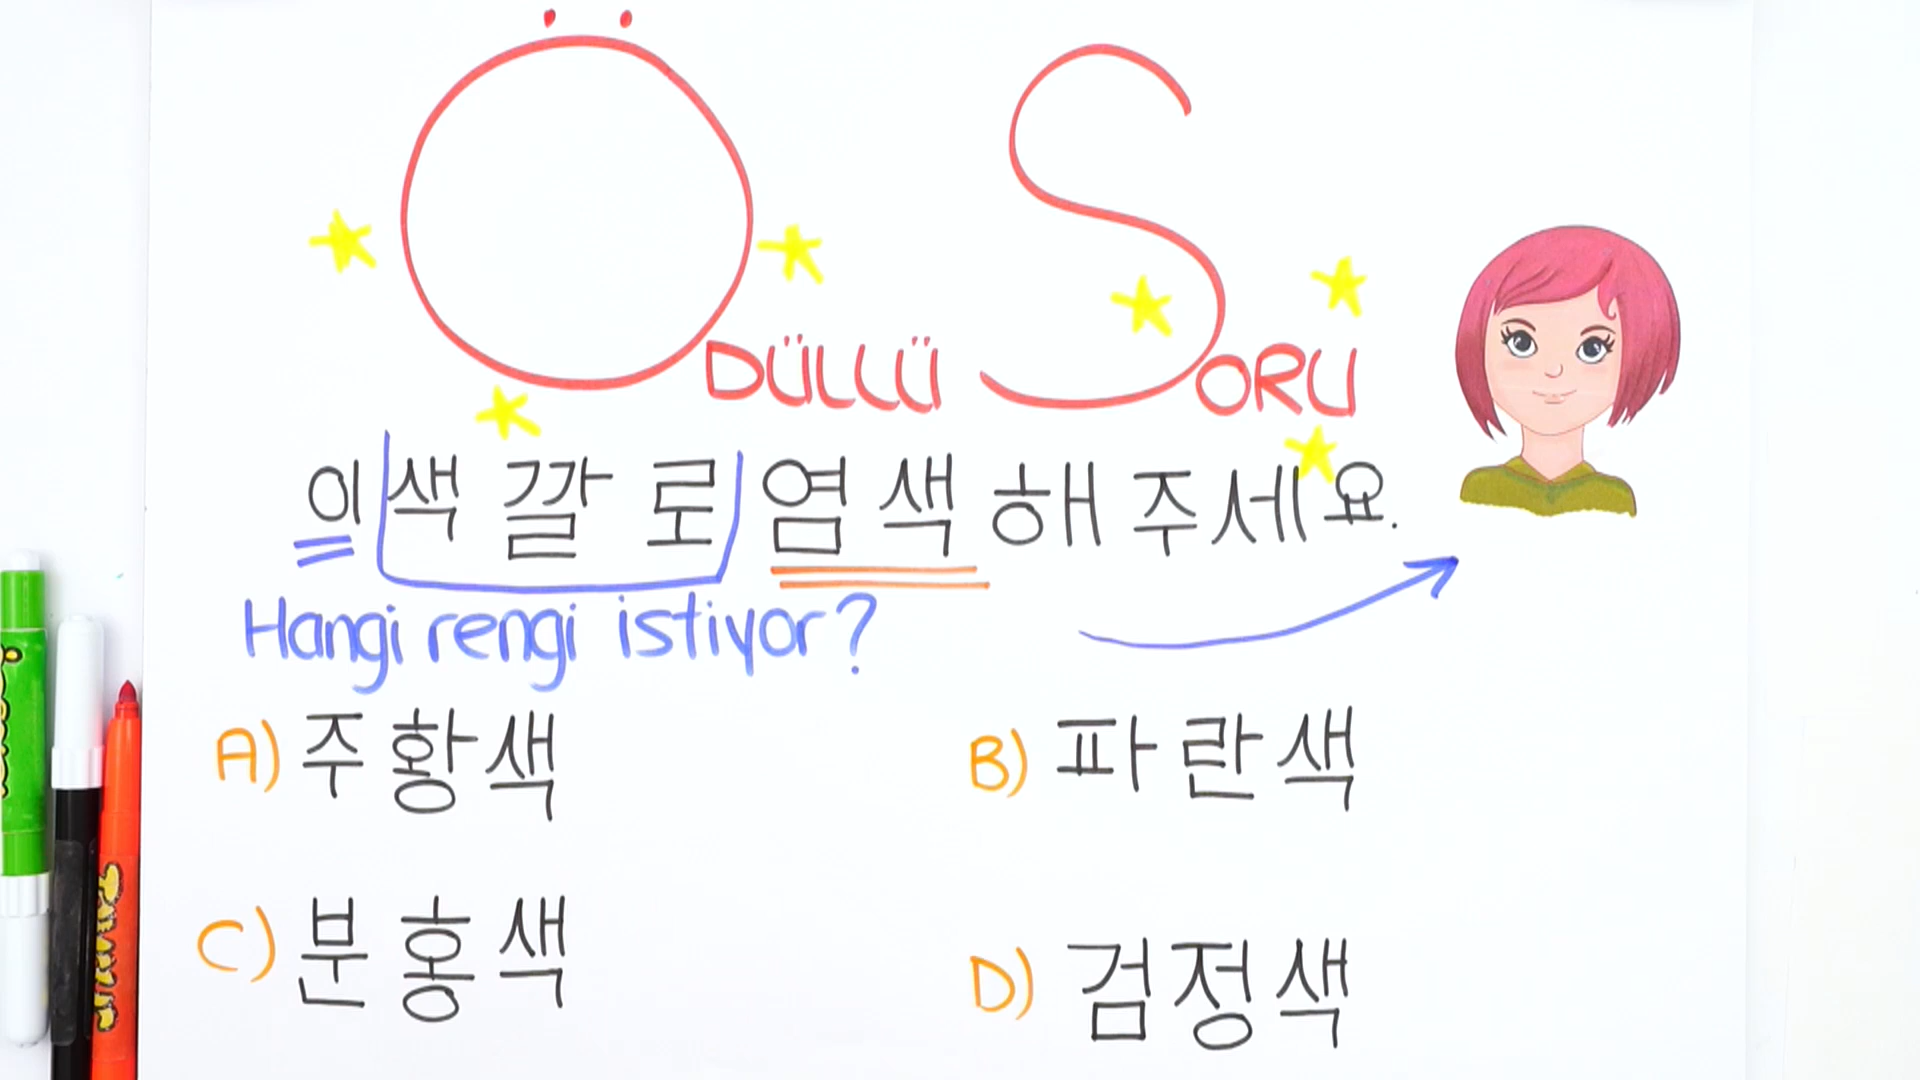 ÖDÜLLÜ SORU
이 색깔로 염색해 주세요.
Hangi rengi istiyor?
A) 주황색
B) 파란색
C) 분홍색
D) 검정색